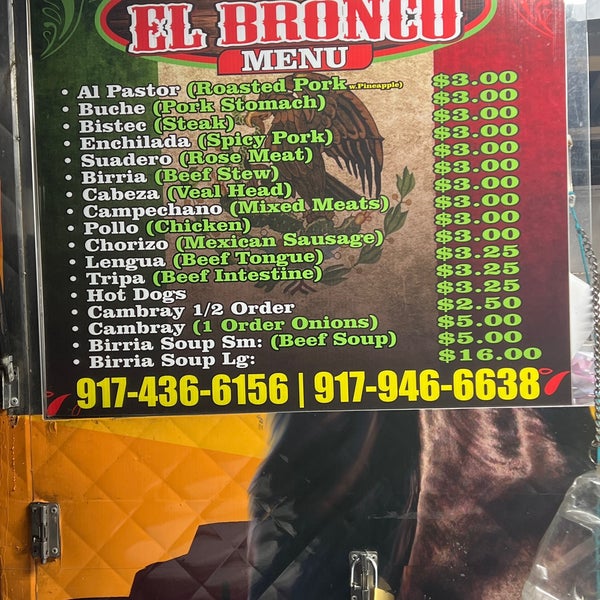 EL BRONCO
MENU
• Al Pastor (Roasted Pork w.Pineapple) $3.00
• Buche (Pork Stomach) $3.00
• Bistec (Steak) $3.00
• Enchilada (Spicy Pork) $3.00
• Suadero (Rose Meat) $3.00
• Birria (Beef Stew) $3.00
• Cabeza (Veal Head) $3.00
• Campechano (Mixed Meats) $3.00
• Pollo (Chicken) $3.00
• Chorizo (Mexican Sausage) $3.00
• Lengua (Beef Tongue) $3.25
• Tripa (Beef Intestine) $3.25
• Hot Dogs $3.25
• Cambray 1/2 Order $2.50
• Cambray (1 Order Onions) $5.00
• Birria Soup Sm: (Beef Soup) $5.00
• Birria Soup Lg: $16.00
917-436-6156 | 917-946-6638